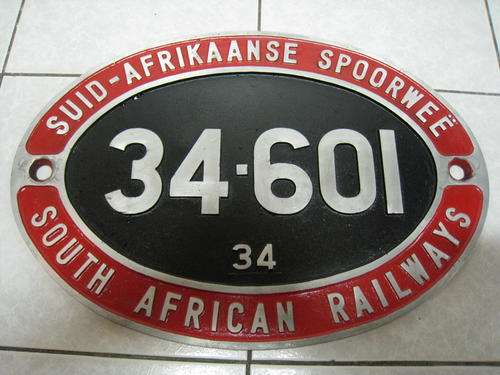 SUID-AFRIKAANSE SPOORWEË
34·601
34
SOUTH AFRICAN RAILWAYS